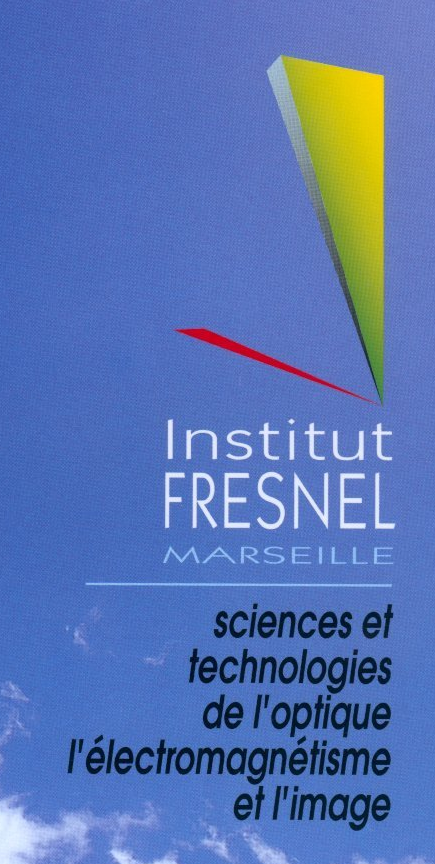 Institut
FRESNEL
MARSEILLE
sciences et
technologies
de l'optique
l'électromagnétisme
et l'image